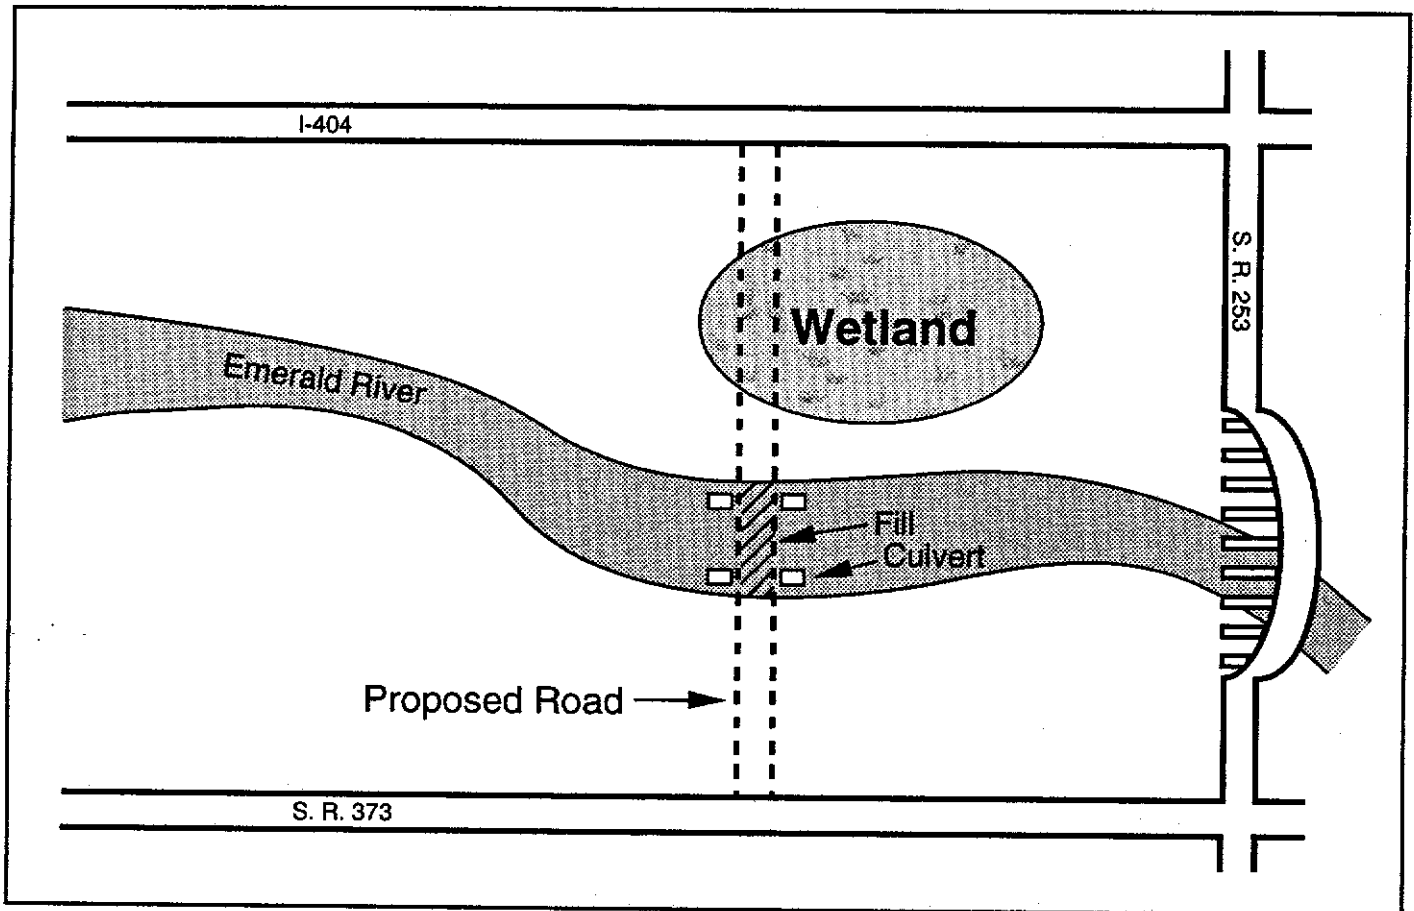 I-404
S. R. 253
Wetland
Emerald River
Fill
Culvert
Proposed Road
S. R. 373